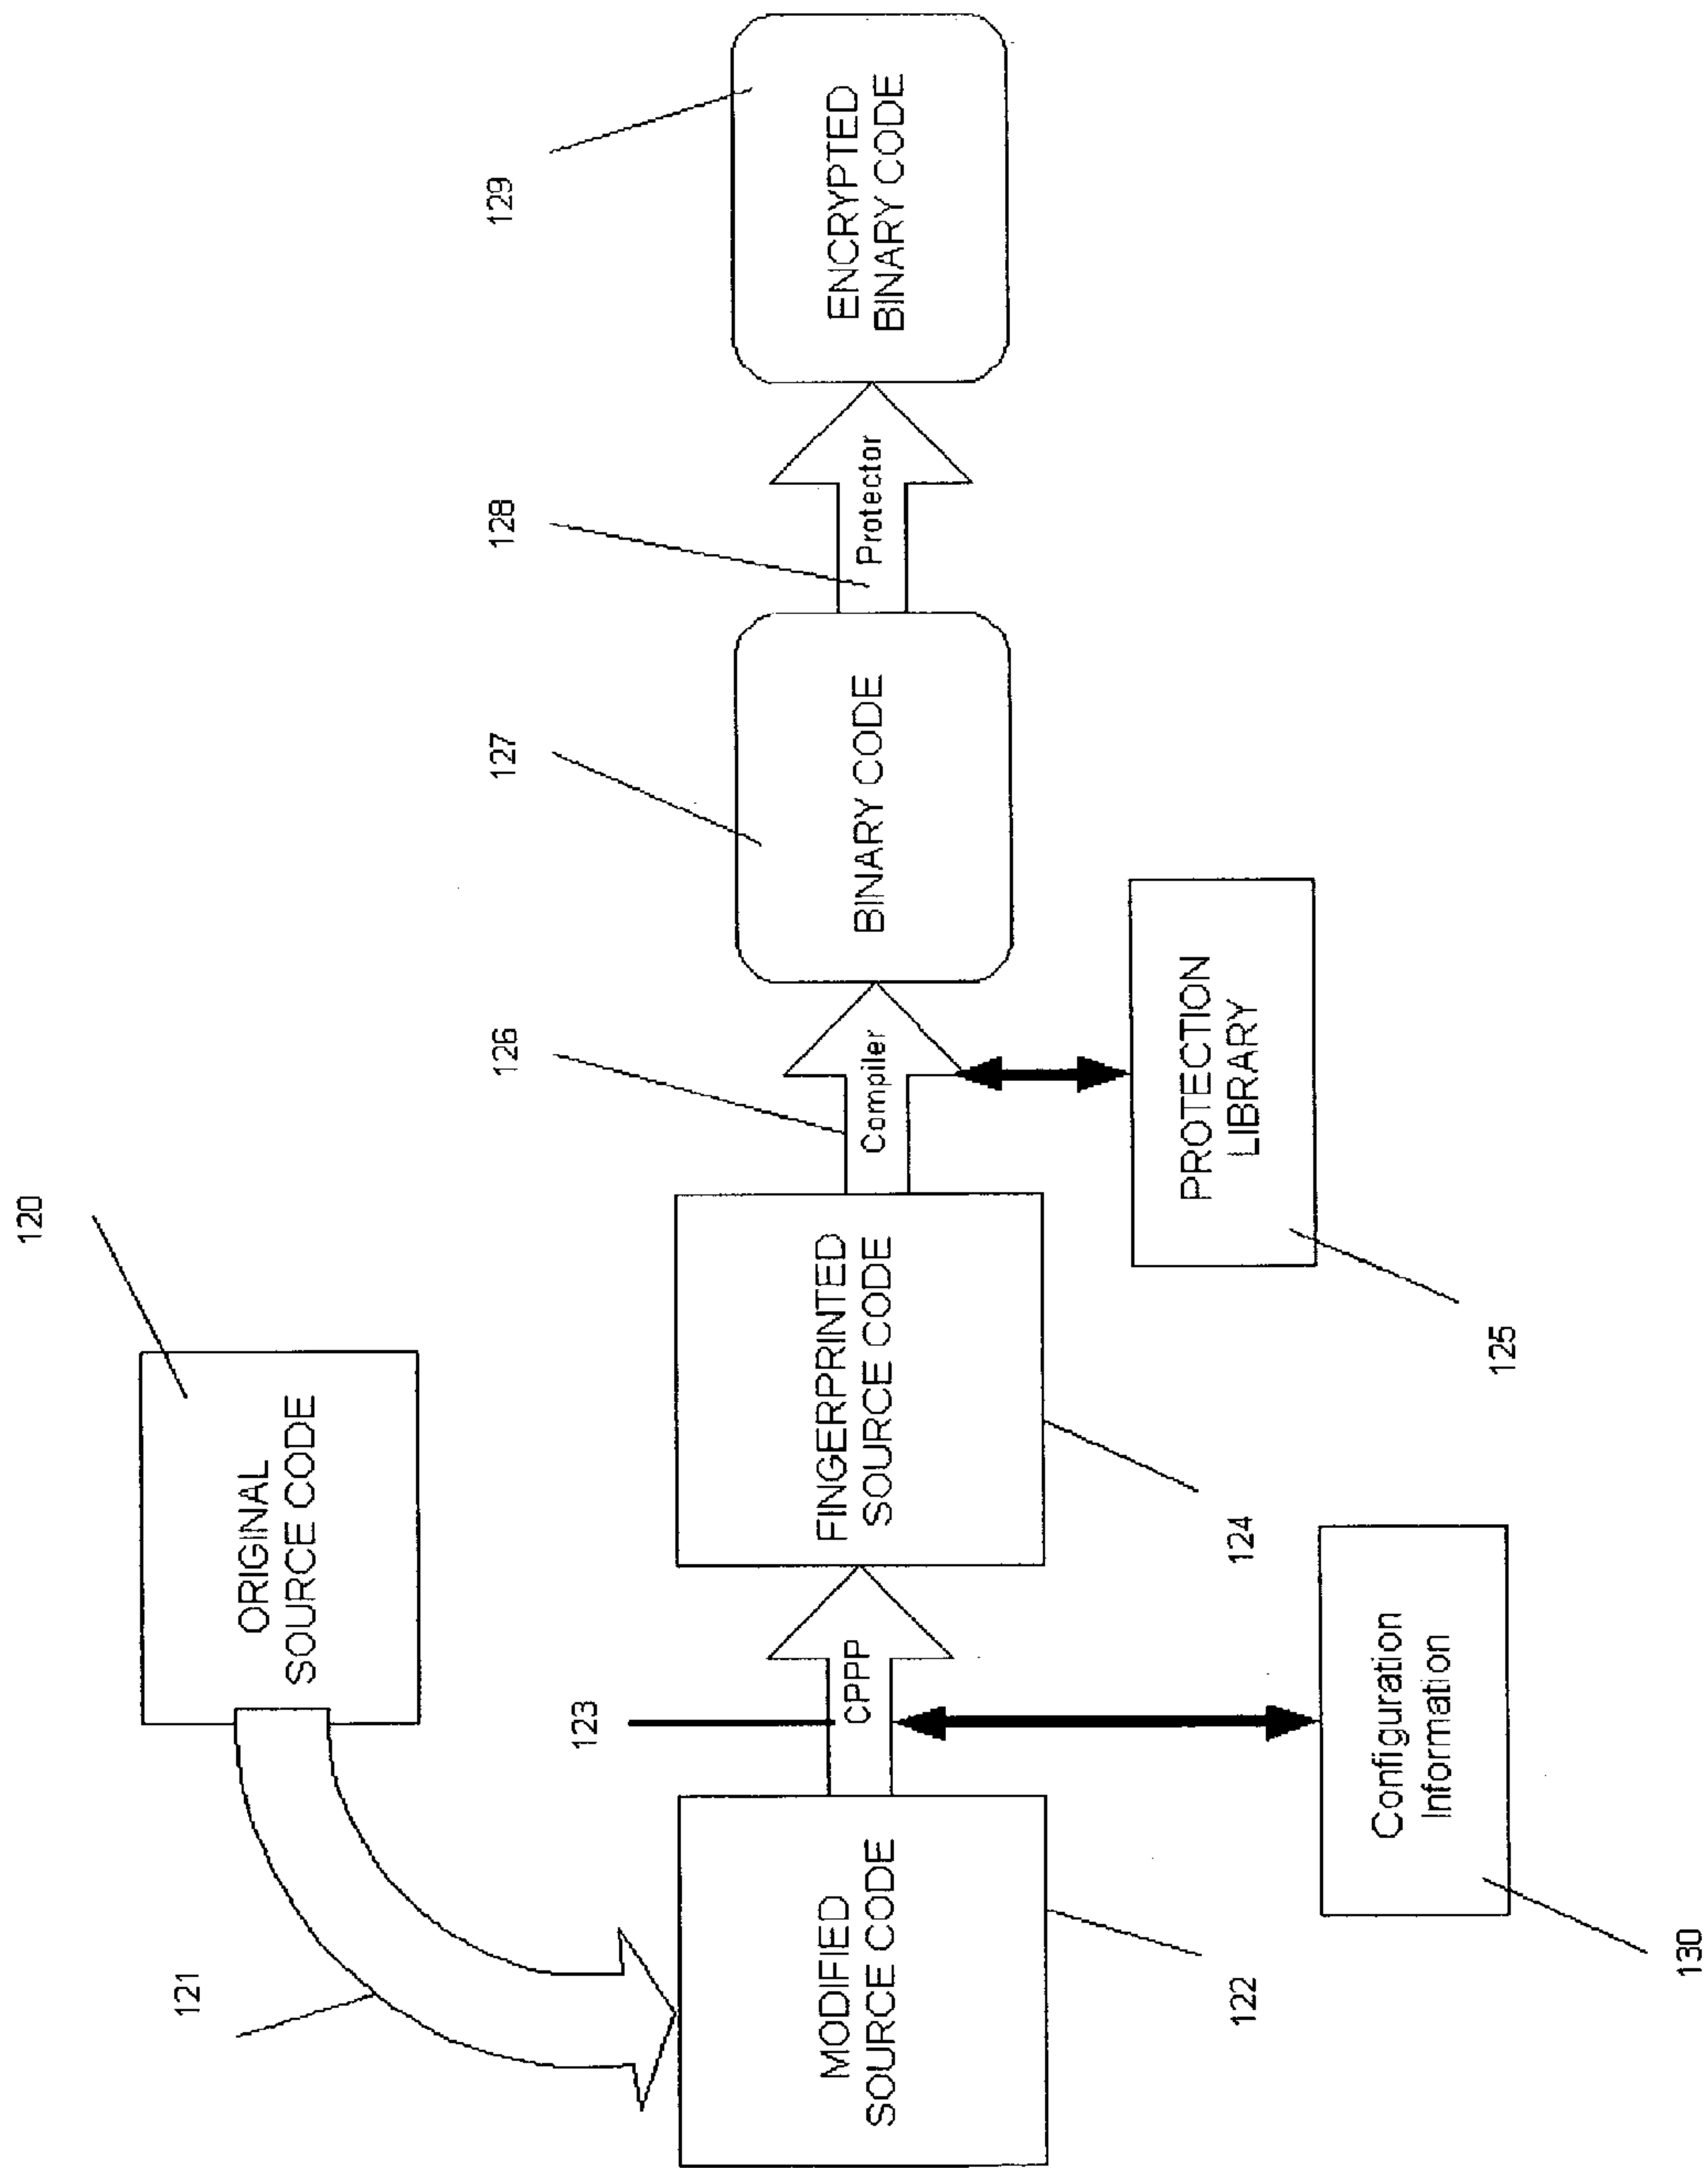 120
ORIGINAL
SOURCE CODE
121
129
128
127
126
123
MODIFIED
SOURCE CODE
CPPP
FINGERPRINTED
SOURCE CODE
Compiler
BINARY CODE
Protector
ENCRYPTED
BINARY CODE
122
124
PROTECTION
LIBRARY
125
Configuration
Information
130